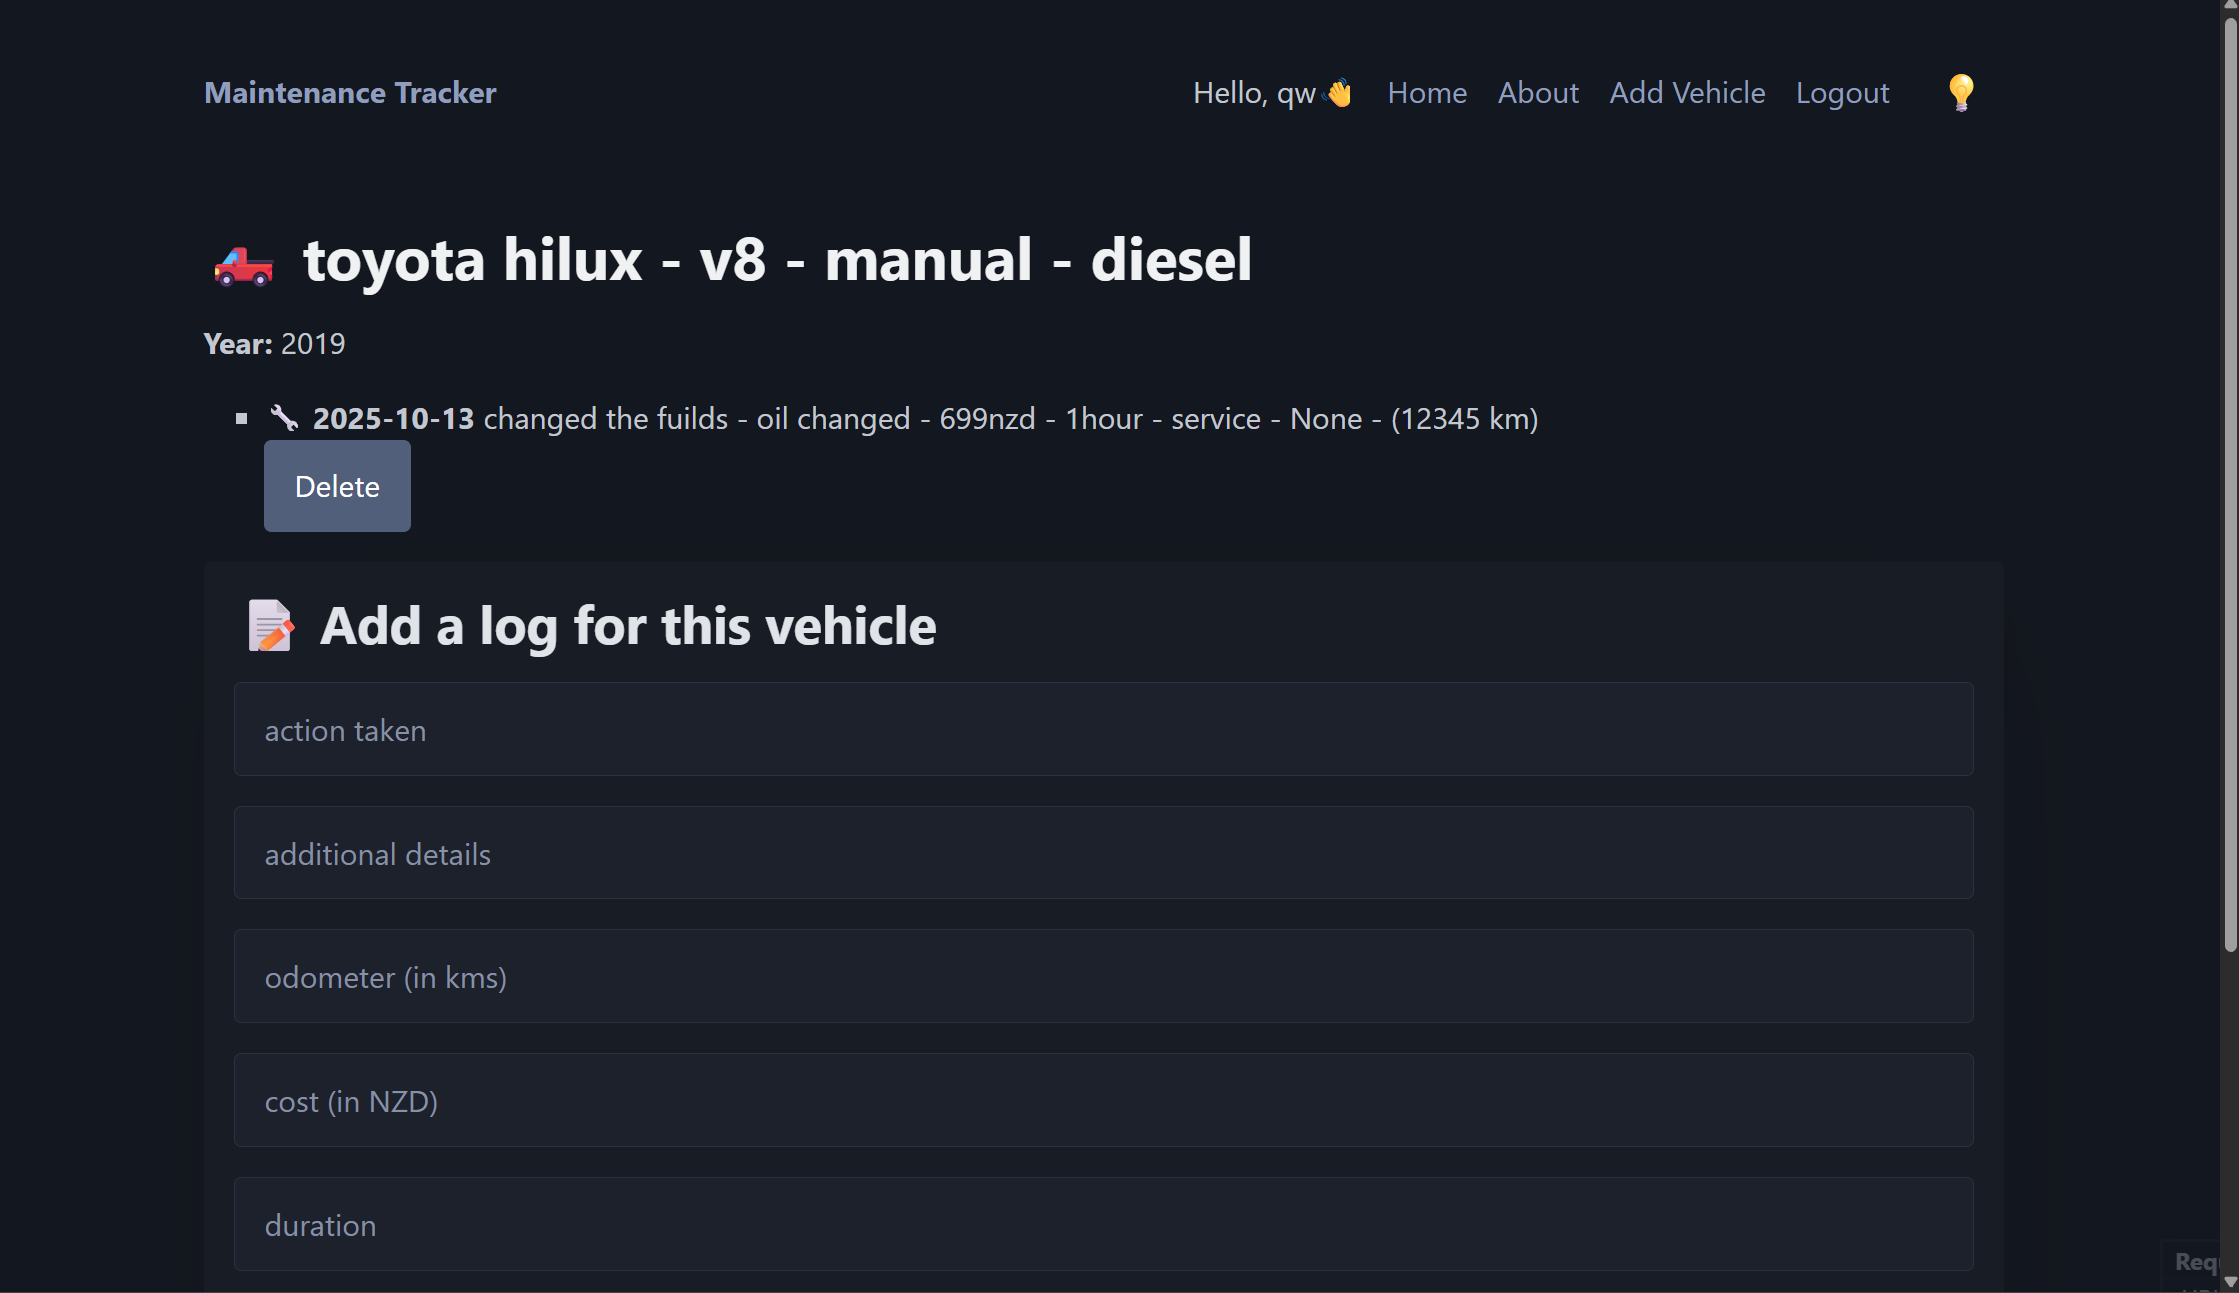 Maintenance Tracker
Hello, qw👋 Home About Add Vehicle Logout 💡
🛻 toyota hilux - v8 - manual - diesel
Year: 2019
🔧 2025-10-13 changed the fuilds - oil changed - 699nzd - 1hour - service - None - (12345 km)
Delete
📝 Add a log for this vehicle
action taken
additional details
odometer (in kms)
cost (in NZD)
duration